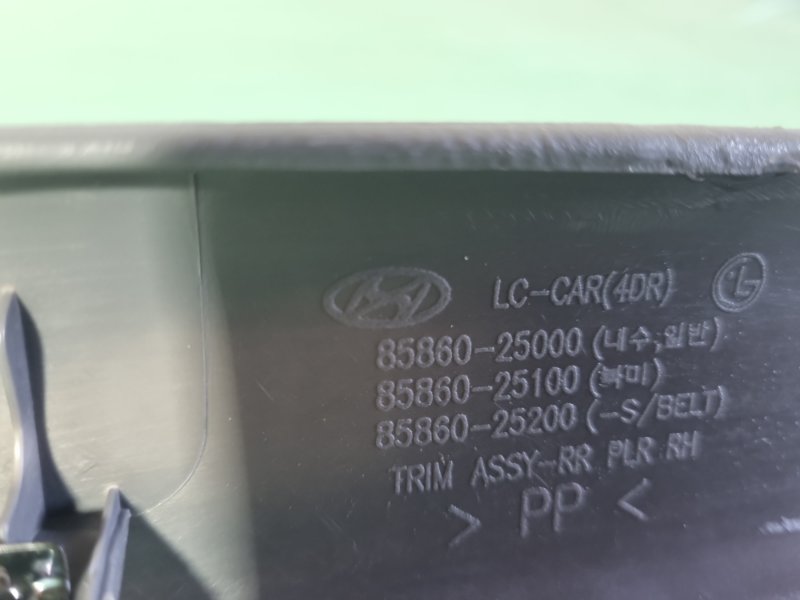 LC-CAR(4DR)
85860-25000 (내수,일반)
85860-25100 (북미)
85860-25200 (-S/BELT)
TRIM ASSY-RR PLR RH
> PP <